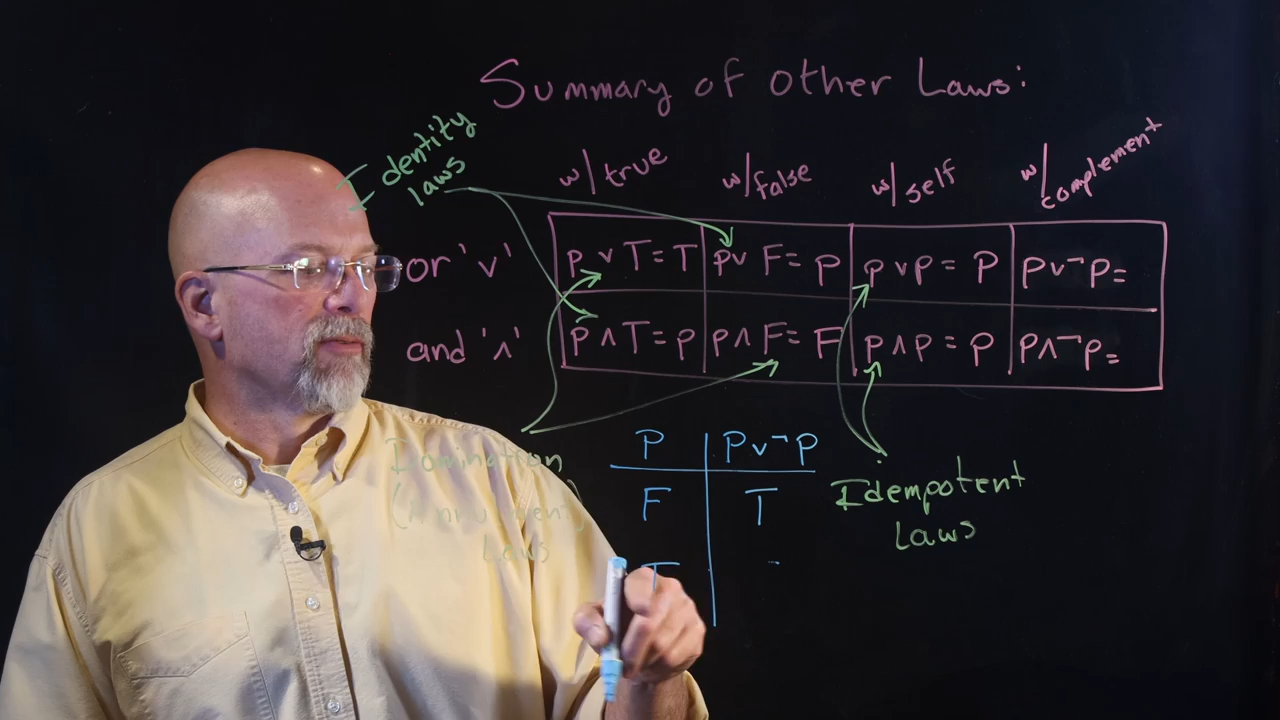 Summary of Other Laws:
Identity
laws
w/true
w/false
w/self
w/complement
or 'v'
p v T = T
p v F = p
p v p = p
p v ¬p =
and '∧'
p ∧ T = p
p ∧ F = F
p ∧ p = p
p ∧ ¬p =
Domination
Laws
P
P v ¬P
F
T
T
Idempotent
Laws